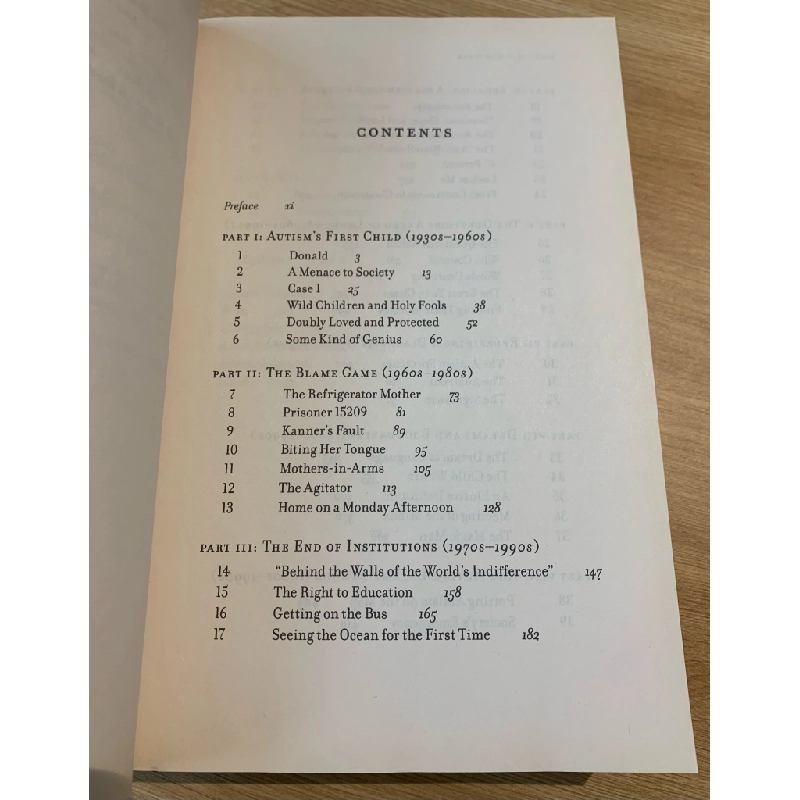 CONTENTS
Preface xi
PART I: AUTISM'S FIRST CHILD (1930s–1960s)
1 Donald 3
2 A Menace to Society 13
3 Case 1 25
4 Wild Children and Holy Fools 38
5 Doubly Loved and Protected 52
6 Some Kind of Genius 60
PART II: THE BLAME GAME (1960s–1980s)
7 The Refrigerator Mother 73
8 Prisoner 15209 81
9 Kanner's Fault 89
10 Biting Her Tongue 95
11 Mothers-in-Arms 105
12 The Agitator 113
13 Home on a Monday Afternoon 128
PART III: THE END OF INSTITUTIONS (1970s–1990s)
14 "Behind the Walls of the World's Indifference" 147
15 The Right to Education 158
16 Getting on the Bus 165
17 Seeing the Ocean for the First Time 182